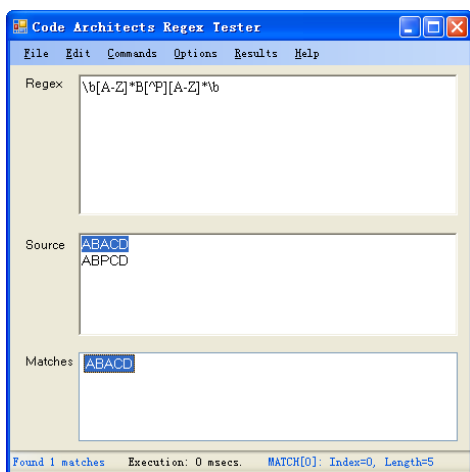 Code Architects Regex Tester
File Edit Commands Options Results Help
Regex
\b[A-Z]*B[^P][A-Z]*\b
Source
ABACD
ABPCD
Matches
ABACD
Found 1 matches Execution: 0 msecs. MATCH[0]: Index=0, Length=5